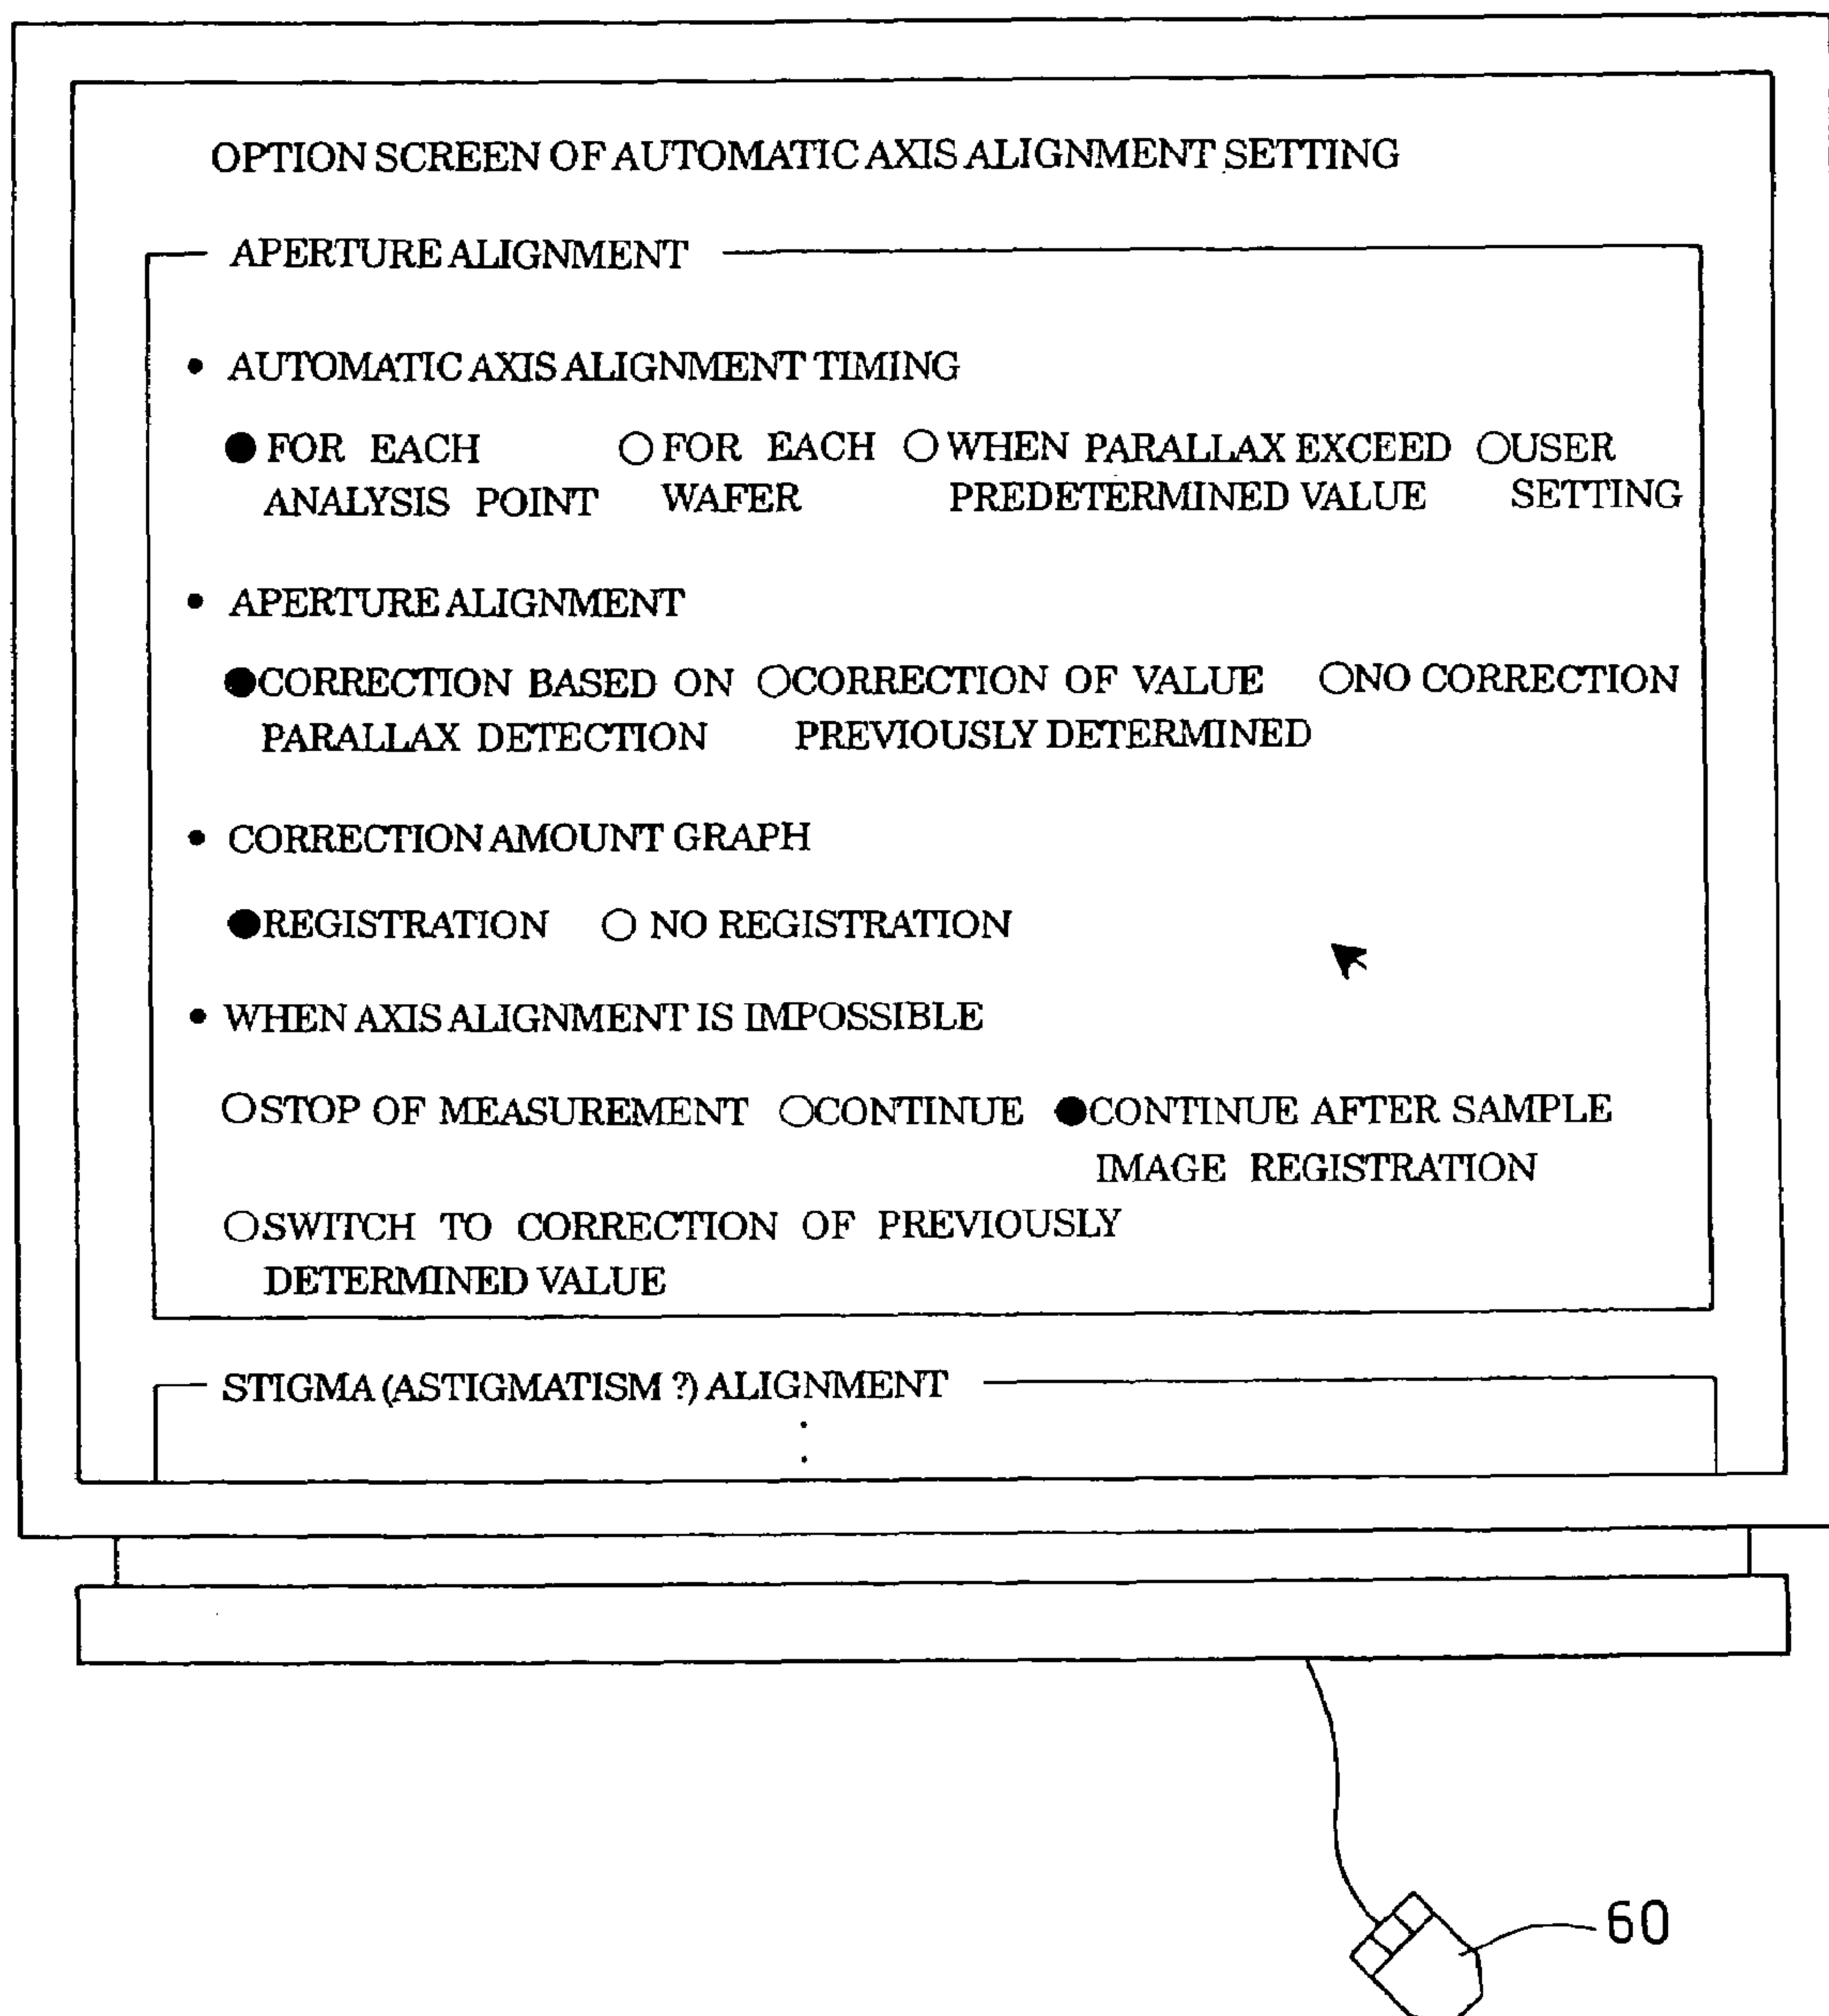 OPTION SCREEN OF AUTOMATIC AXIS ALIGNMENT SETTING
APERTURE ALIGNMENT
• AUTOMATIC AXIS ALIGNMENT TIMING
● FOR EACH ○ FOR EACH ○ WHEN PARALLAX EXCEED ○USER
ANALYSIS POINT WAFER PREDETERMINED VALUE SETTING
• APERTURE ALIGNMENT
●CORRECTION BASED ON ○CORRECTION OF VALUE ○NO CORRECTION
PARALLAX DETECTION PREVIOUSLY DETERMINED
• CORRECTION AMOUNT GRAPH
●REGISTRATION ○ NO REGISTRATION
• WHEN AXIS ALIGNMENT IS IMPOSSIBLE
○STOP OF MEASUREMENT ○CONTINUE ●CONTINUE AFTER SAMPLE
IMAGE REGISTRATION
○SWITCH TO CORRECTION OF PREVIOUSLY
DETERMINED VALUE
STIGMA (ASTIGMATISM ?) ALIGNMENT
60